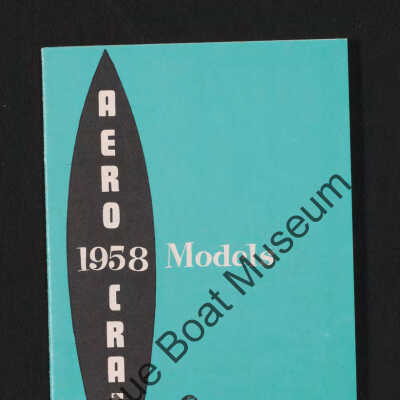 AERO
1958 Models
CRA
ue Boat Museum